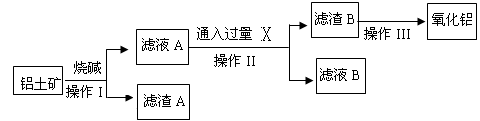 铝土矿
烧碱
操作 I
滤液 A
滤渣 A
通入过量 X
操作 II
滤渣 B
滤液 B
操作 III
氧化铝